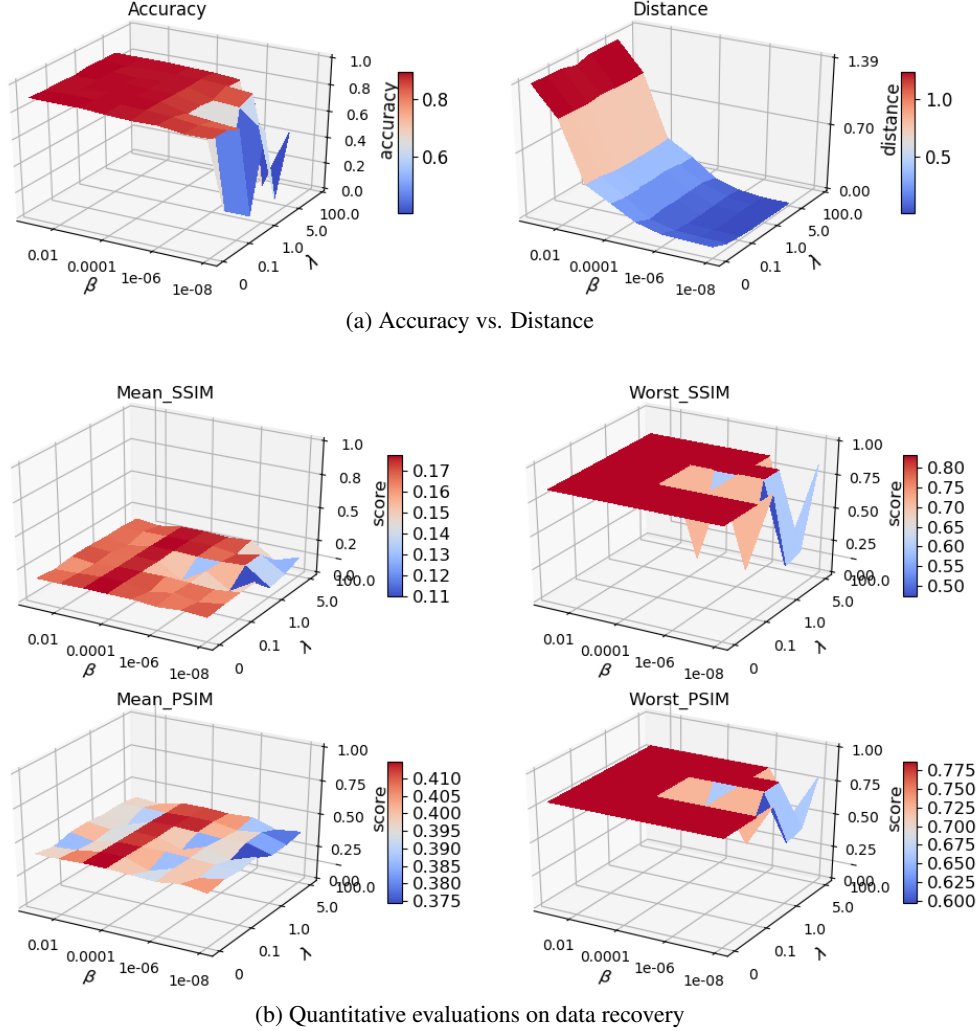 Accuracy
1.0
0.8
0.6
0.4
0.2
0.0
accuracy
0.8
0.6
0.01
0.0001
1e-06
1e-08
β
0
0.1
1.0
5.0
100.0
λ
Distance
1.39
0.70
0.00
distance
1.0
0.5
0.01
0.0001
1e-06
1e-08
β
0
0.1
1.0
5.0
100.0
λ
(a) Accuracy vs. Distance
Mean_SSIM
1.0
0.8
0.5
0.2
0.0
score
0.17
0.16
0.15
0.14
0.13
0.12
0.11
0.01
0.0001
1e-06
1e-08
β
0
0.1
1.0
5.0
100.0
λ
Worst_SSIM
1.00
0.75
0.50
0.25
0.00
score
0.80
0.75
0.70
0.65
0.60
0.55
0.50
0.01
0.0001
1e-06
1e-08
β
0
0.1
1.0
5.0
100.0
λ
Mean_PSIM
1.00
0.75
0.50
0.25
0.00
score
0.410
0.405
0.400
0.395
0.390
0.385
0.380
0.375
0.01
0.0001
1e-06
1e-08
β
0
0.1
1.0
5.0
100.0
λ
Worst_PSIM
1.00
0.75
0.50
0.25
0.00
score
0.775
0.750
0.725
0.700
0.675
0.650
0.625
0.600
0.01
0.0001
1e-06
1e-08
β
0
0.1
1.0
5.0
100.0
λ
(b) Quantitative evaluations on data recovery